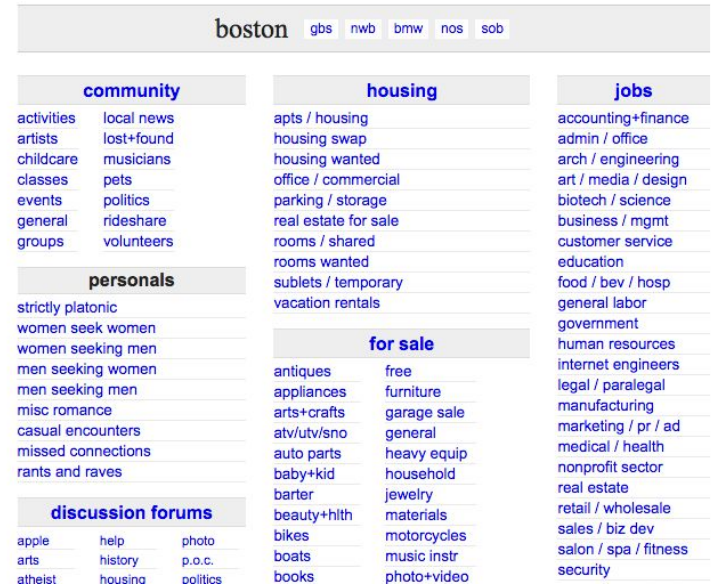 boston gbs nwb bmw nos sob
community
activities local news
artists lost+found
childcare musicians
classes pets
events politics
general rideshare
groups volunteers
personals
strictly platonic
women seek women
women seeking men
men seeking women
men seeking men
misc romance
casual encounters
missed connections
rants and raves
discussion forums
apple help photo
arts history p.o.c.
atheist housing politics
housing
apts / housing
housing swap
housing wanted
office / commercial
parking / storage
real estate for sale
rooms / shared
rooms wanted
sublets / temporary
vacation rentals
for sale
antiques free
appliances furniture
arts+crafts garage sale
atv/utv/sno general
auto parts heavy equip
baby+kid household
barter jewelry
beauty+hlth materials
bikes motorcycles
boats music instr
books photo+video
jobs
accounting+finance
admin / office
arch / engineering
art / media / design
biotech / science
business / mgmt
customer service
education
food / bev / hosp
general labor
government
human resources
internet engineers
legal / paralegal
manufacturing
marketing / pr / ad
medical / health
nonprofit sector
real estate
retail / wholesale
sales / biz dev
salon / spa / fitness
security